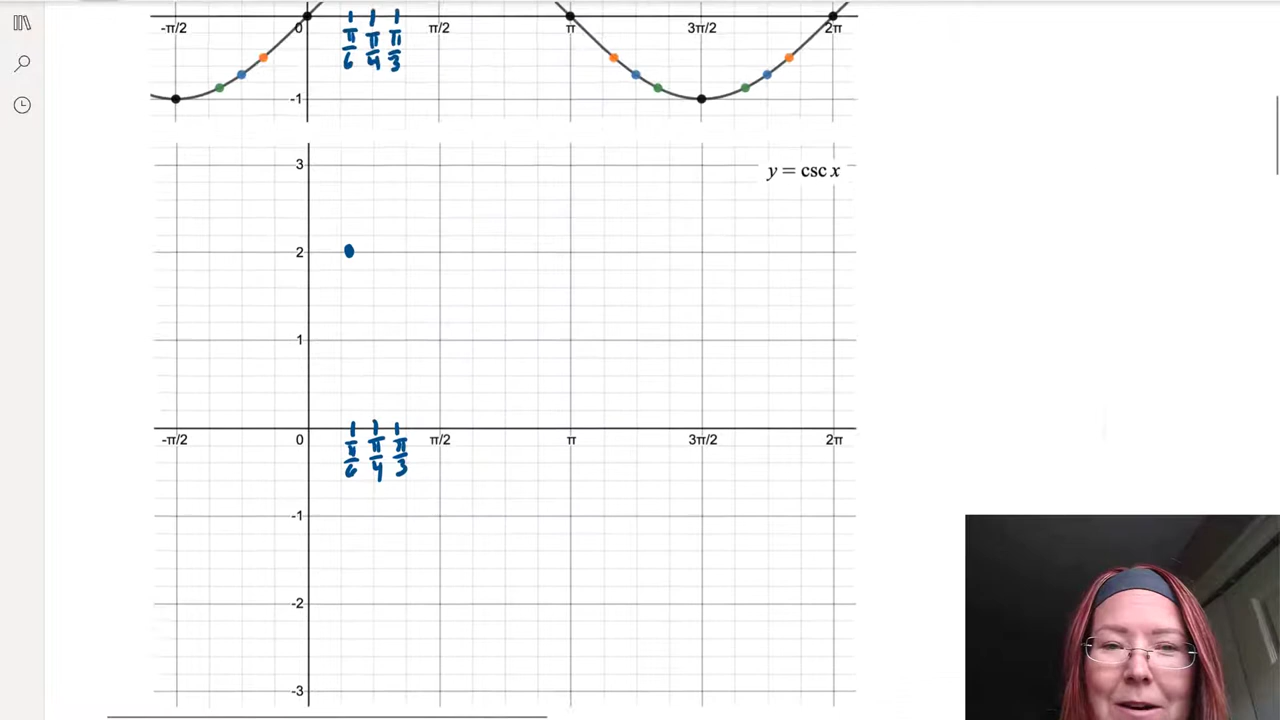 -π/2 0 π/2 π 3π/2 2π
π/6 π/4 π/3
-1
3
y = csc x
2
1
-π/2 0 π/2 π 3π/2 2π
π/6 π/4 π/3
-1
-2
-3